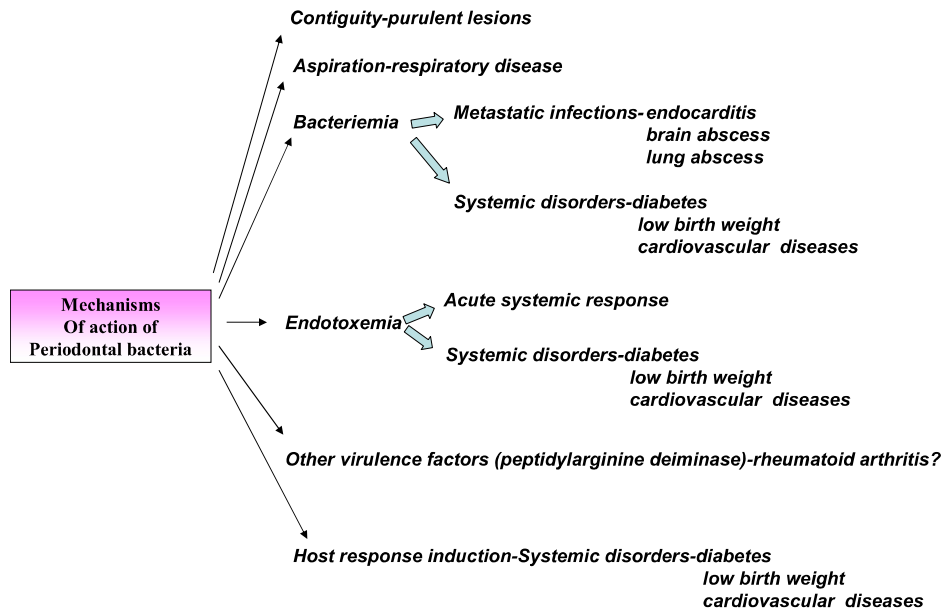 Contiguity-purulent lesions
Aspiration-respiratory disease
Bacteriemia
Metastatic infections- endocarditis
brain abscess
lung abscess
Systemic disorders-diabetes
low birth weight
cardiovascular diseases
Mechanisms
Of action of
Periodontal bacteria
Endotoxemia
Acute systemic response
Systemic disorders-diabetes
low birth weight
cardiovascular diseases
Other virulence factors (peptidylarginine deiminase)-rheumatoid arthritis?
Host response induction-Systemic disorders-diabetes
low birth weight
cardiovascular diseases